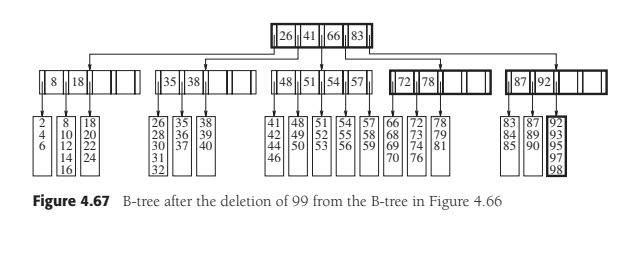 26 41 66 83
8 18 35 38 48 51 54 57 72 78 87 92
2 8 18 26 35 38 41 48 51 54 57 66 72 78 83 87 92
4 10 20 28 36 39 42 49 52 55 58 68 73 79 84 89 93
6 12 22 30 37 40 44 50 53 56 59 69 74 81 85 90 95
14 24 31 46 70 76 97
16 32 98
Figure 4.67 B-tree after the deletion of 99 from the B-tree in Figure 4.66